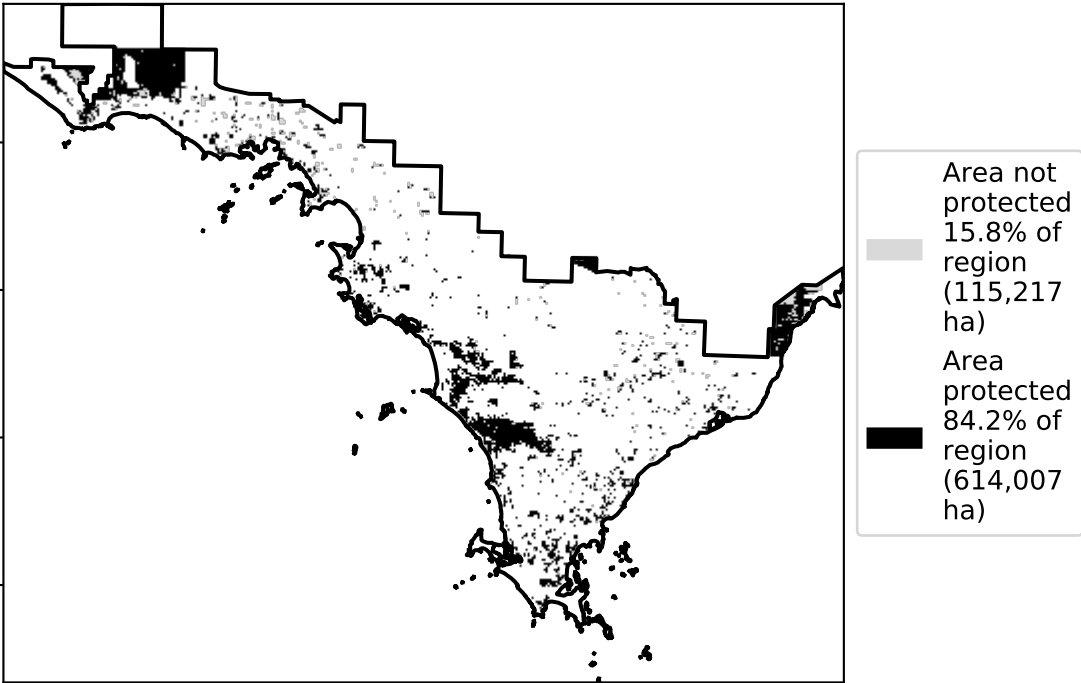 Area not
protected
15.8% of
region
(115,217
ha)
Area
protected
84.2% of
region
(614,007
ha)